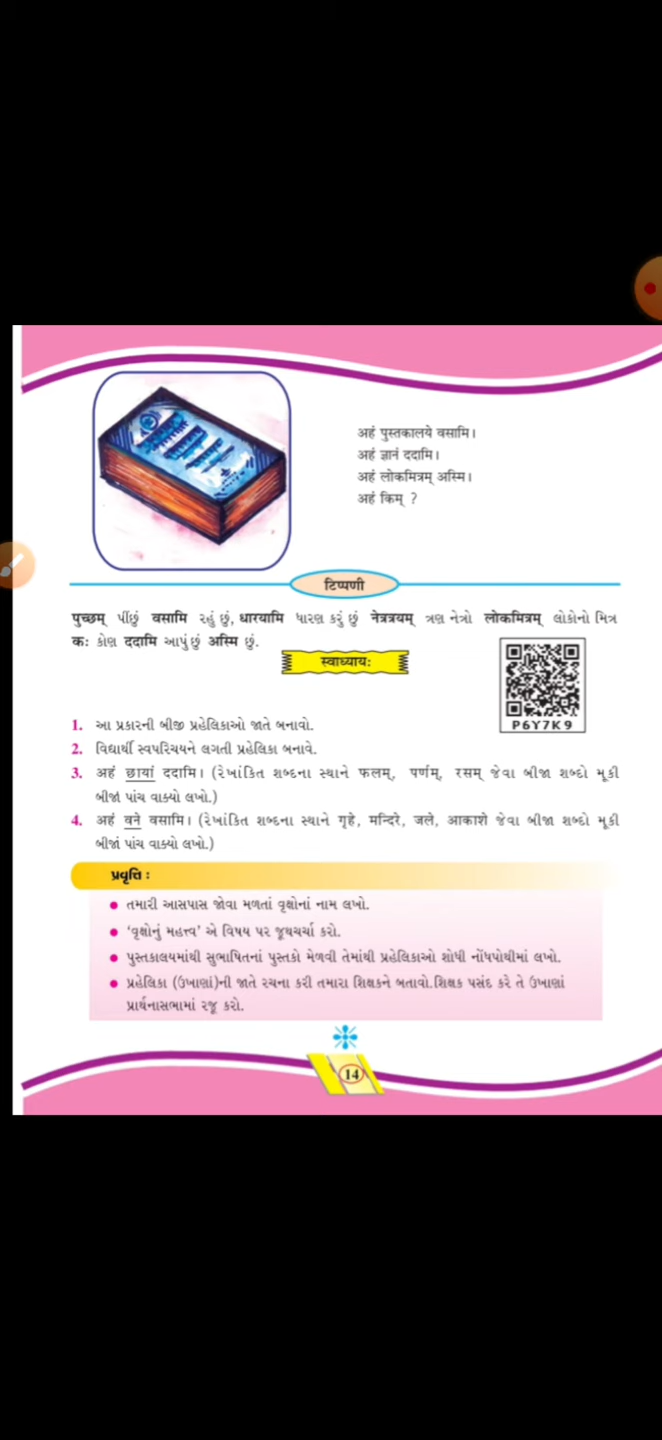 अहं पुस्तकालये वसामि।
अहं ज्ञानं ददामि।
अहं लोकमित्रम् अस्मि।
अहं किम् ?
टिप्पणी
पुच्छम् પીંછું वसामि રહું છું, धारयामि ધારણ કરું છું नेत्रत्रयम् ત્રણ નેત્રો लोकमित्रम् લોકોનો મિત્ર
कः કોણ ददामि આપું છું अस्मि છું.
स्वाध्यायः
P6Y7K9
1. આ પ્રકારની બીજી પ્રહેલિકાઓ જાતે બનાવો.
2. વિદ્યાર્થી સ્વપરિચયને લગતી પ્રહેલિકા બનાવે.
3. अहं छायां ददामि। (રેખાંકિત શબ્દના સ્થાને फलम्, पर्णम्, रसम् જેવા બીજા શબ્દો મૂકી
બીજાં પાંચ વાક્યો લખો.)
4. अहं वने वसामि। (રેખાંકિત શબ્દના સ્થાને गृहे, मन्दिरे, जले, आकाशे જેવા બીજા શબ્દો મૂકી
બીજાં પાંચ વાક્યો લખો.)
પ્રવૃત્તિ :
● તમારી આસપાસ જોવા મળતાં વૃક્ષોનાં નામ લખો.
● ‘વૃક્ષોનું મહત્ત્વ’ એ વિષય પર જૂથચર્ચા કરો.
● પુસ્તકાલયમાંથી સુભાષિતનાં પુસ્તકો મેળવી તેમાંથી પ્રહેલિકાઓ શોધી નોંધપોથીમાં લખો.
● પ્રહેલિકા (ઉખાણાં)ની જાતે રચના કરી તમારા શિક્ષકને બતાવો.શિક્ષક પસંદ કરે તે ઉખાણાં
પ્રાર્થનાસભામાં રજૂ કરો.
14